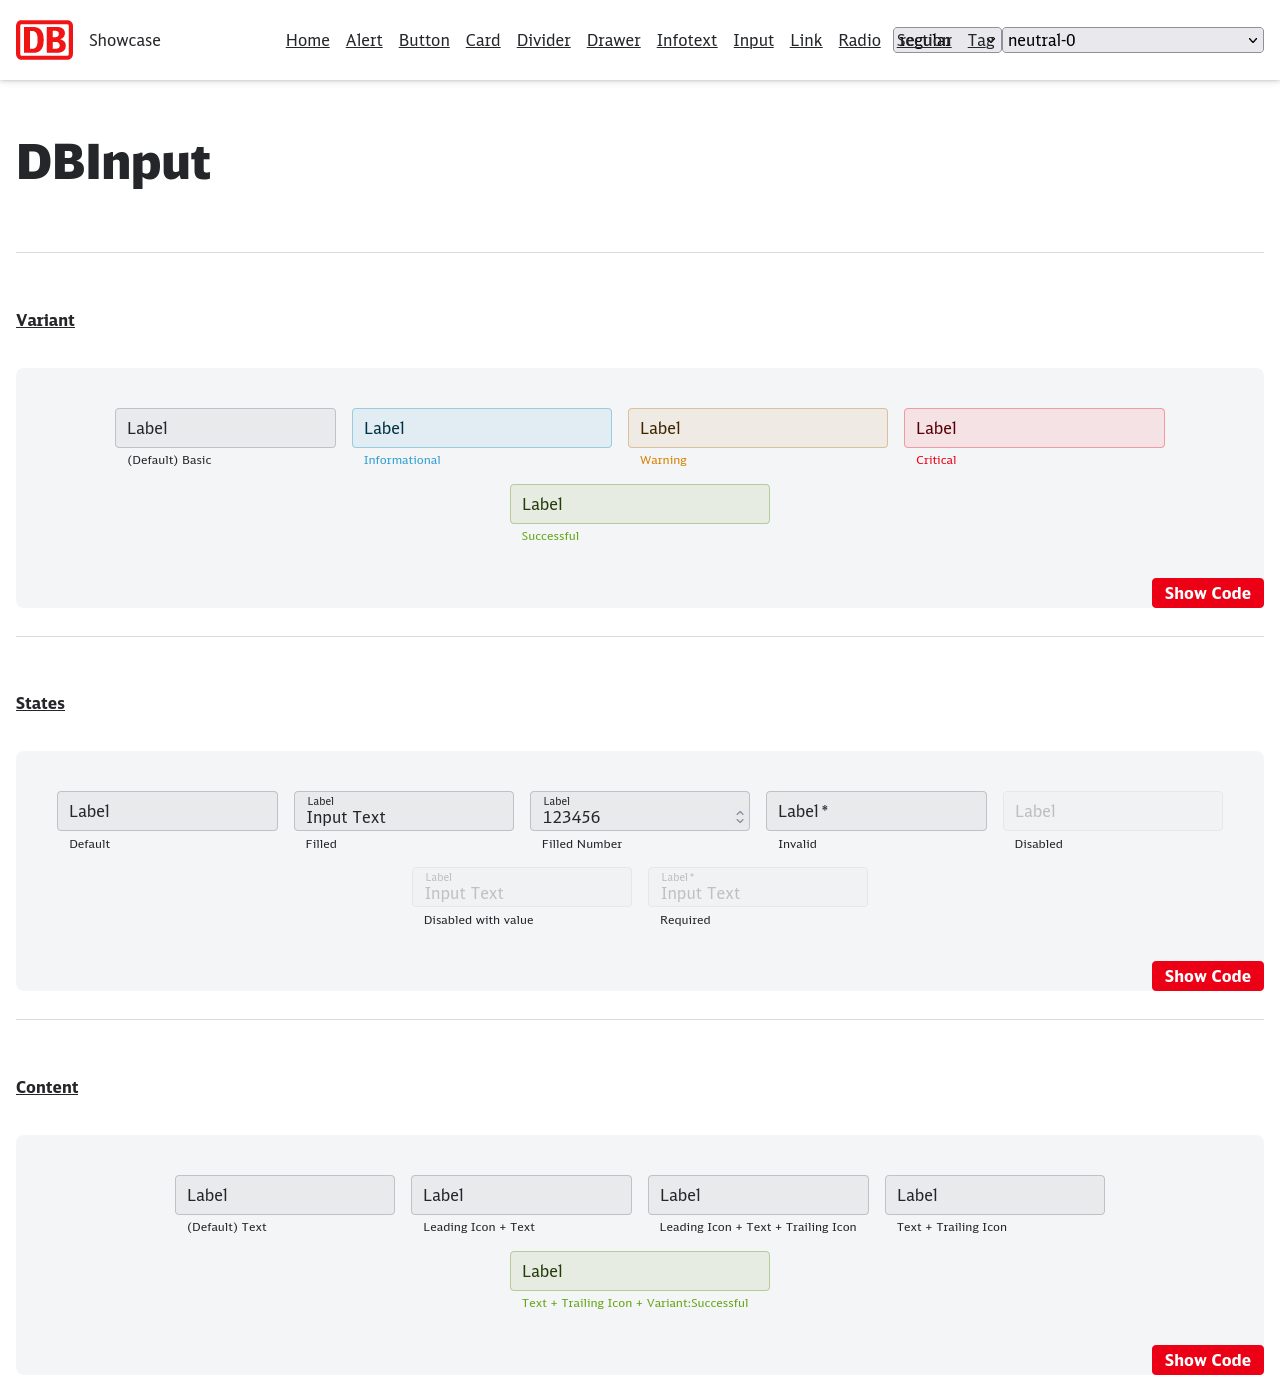 DB Showcase Home Alert Button Card Divider Drawer Infotext Input Link Radio Section Tag regular neutral-0
DBInput
Variant
Label Label Label Label
(Default) Basic Informational Warning Critical
Label
Successful
Show Code
States
Label Label Label Label * Label
Input Text 123456
Default Filled Filled Number Invalid Disabled
Label Label *
Input Text Input Text
Disabled with value Required
Show Code
Content
Label Label Label Label
(Default) Text Leading Icon + Text Leading Icon + Text + Trailing Icon Text + Trailing Icon
Label
Text + Trailing Icon + Variant:Successful
Show Code